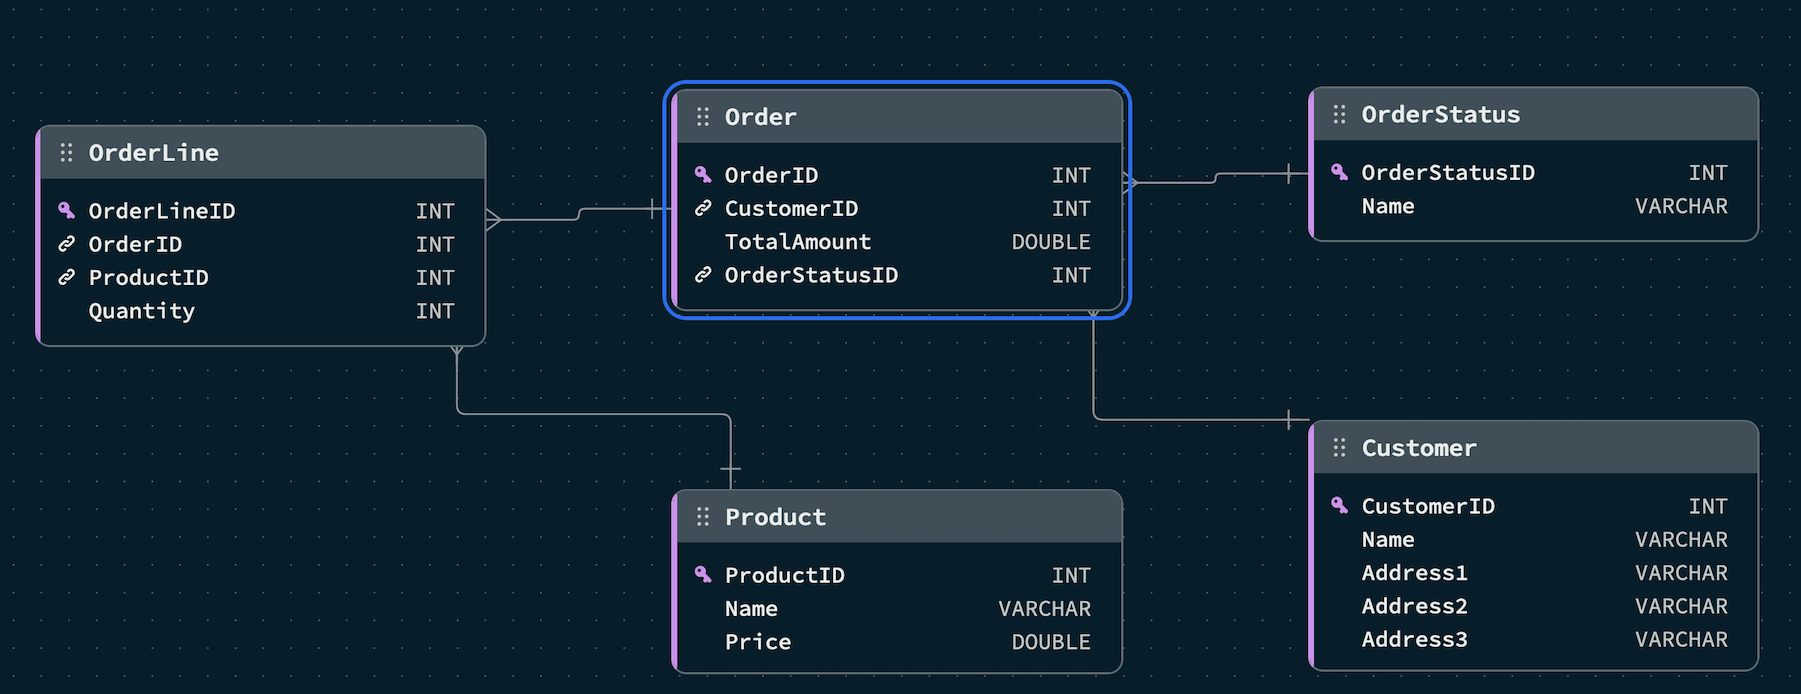 OrderLine
OrderLineID INT
OrderID INT
ProductID INT
Quantity INT
Order
OrderID INT
CustomerID INT
TotalAmount DOUBLE
OrderStatusID INT
OrderStatus
OrderStatusID INT
Name VARCHAR
Product
ProductID INT
Name VARCHAR
Price DOUBLE
Customer
CustomerID INT
Name VARCHAR
Address1 VARCHAR
Address2 VARCHAR
Address3 VARCHAR